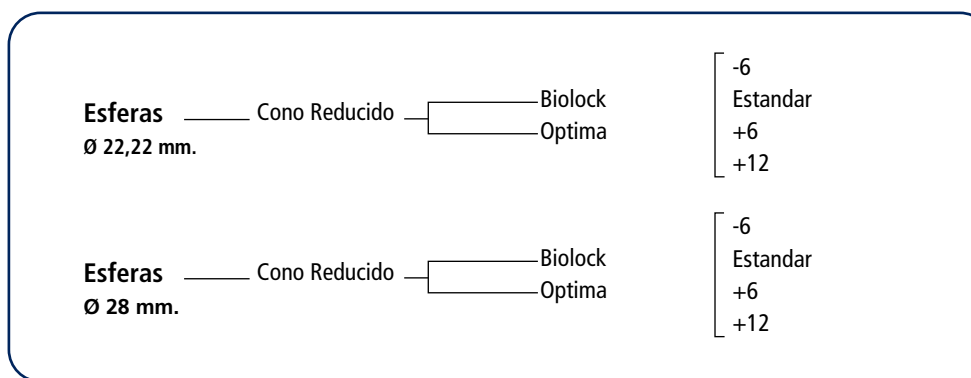 Esferas
Ø 22,22 mm.
Cono Reducido
Biolock
Optima
-6
Estandar
+6
+12
Esferas
Ø 28 mm.
Cono Reducido
Biolock
Optima
-6
Estandar
+6
+12